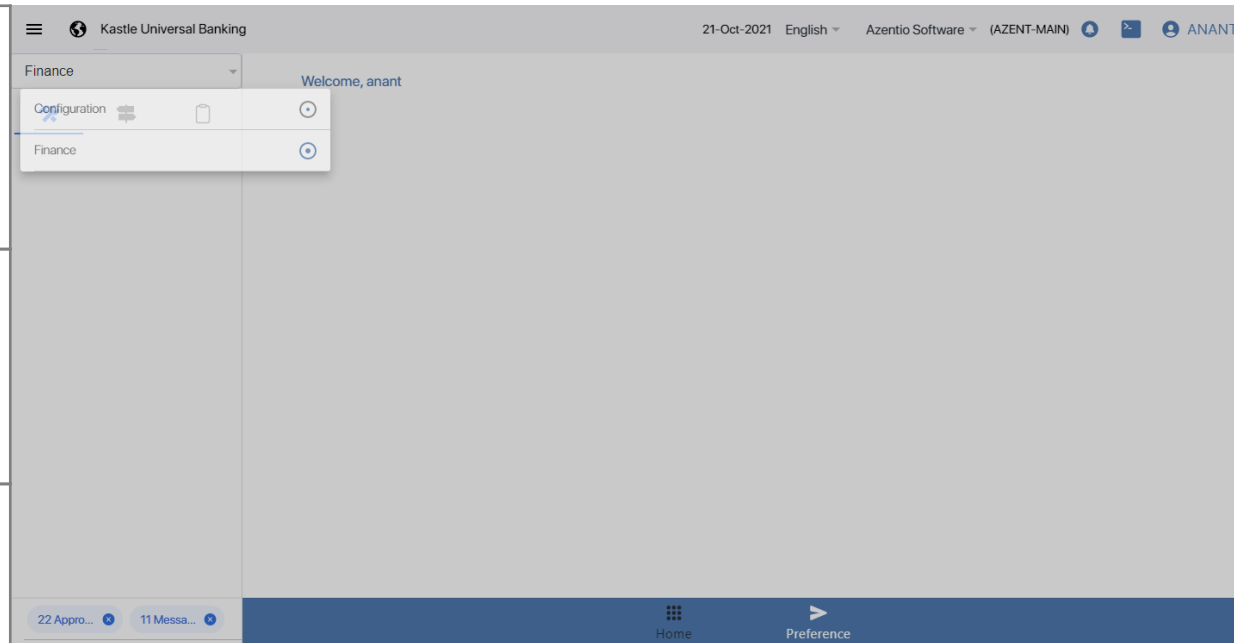 Kastle Universal Banking 21-Oct-2021 English Azentio Software (AZENT-MAIN) ANANT
Finance
Welcome, anant
Configuration
Finance
22 Appro... 11 Messa...
Home Preference